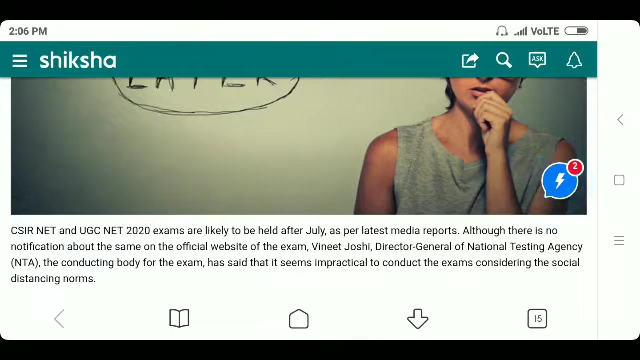 2:06 PM
VoLTE
shiksha
ASK
LATER
2
CSIR NET and UGC NET 2020 exams are likely to be held after July, as per latest media reports. Although there is no
notification about the same on the official website of the exam, Vineet Joshi, Director-General of National Testing Agency
(NTA), the conducting body for the exam, has said that it seems impractical to conduct the exams considering the social
distancing norms.
15